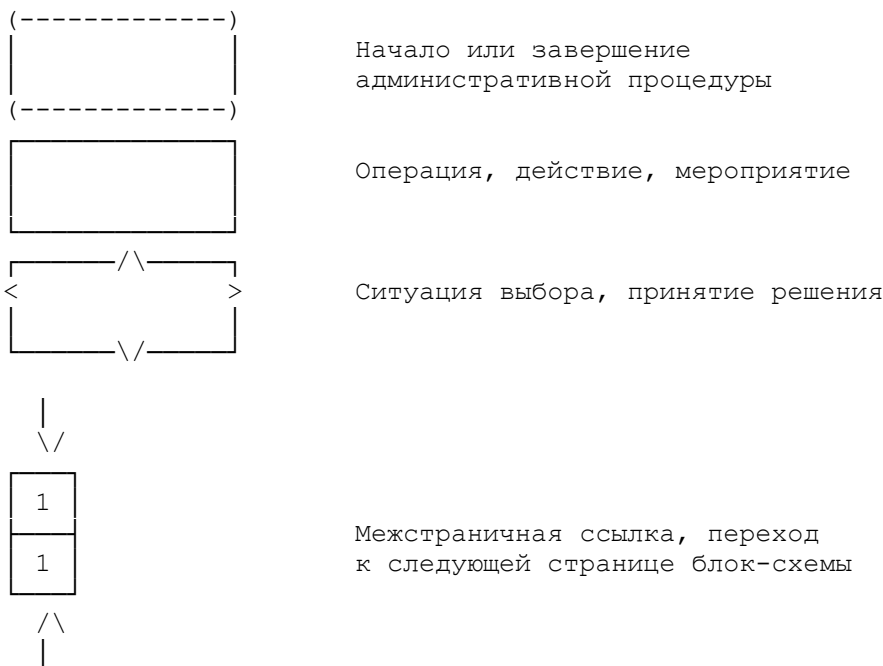 Начало или завершение
административной процедуры
Операция, действие, мероприятие
Ситуация выбора, принятие решения
1
Межстраничная ссылка, переход
1 к следующей странице блок-схемы